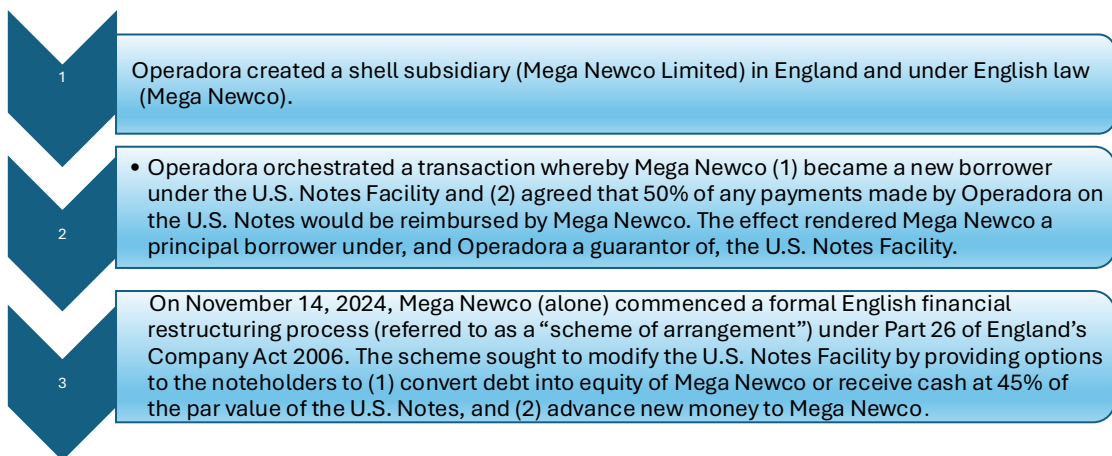 1
Operadora created a shell subsidiary (Mega Newco Limited) in England and under English law
(Mega Newco).
2
• Operadora orchestrated a transaction whereby Mega Newco (1) became a new borrower
under the U.S. Notes Facility and (2) agreed that 50% of any payments made by Operadora on
the U.S. Notes would be reimbursed by Mega Newco. The effect rendered Mega Newco a
principal borrower under, and Operadora a guarantor of, the U.S. Notes Facility.
3
On November 14, 2024, Mega Newco (alone) commenced a formal English financial
restructuring process (referred to as a “scheme of arrangement”) under Part 26 of England’s
Company Act 2006. The scheme sought to modify the U.S. Notes Facility by providing options
to the noteholders to (1) convert debt into equity of Mega Newco or receive cash at 45% of
the par value of the U.S. Notes, and (2) advance new money to Mega Newco.